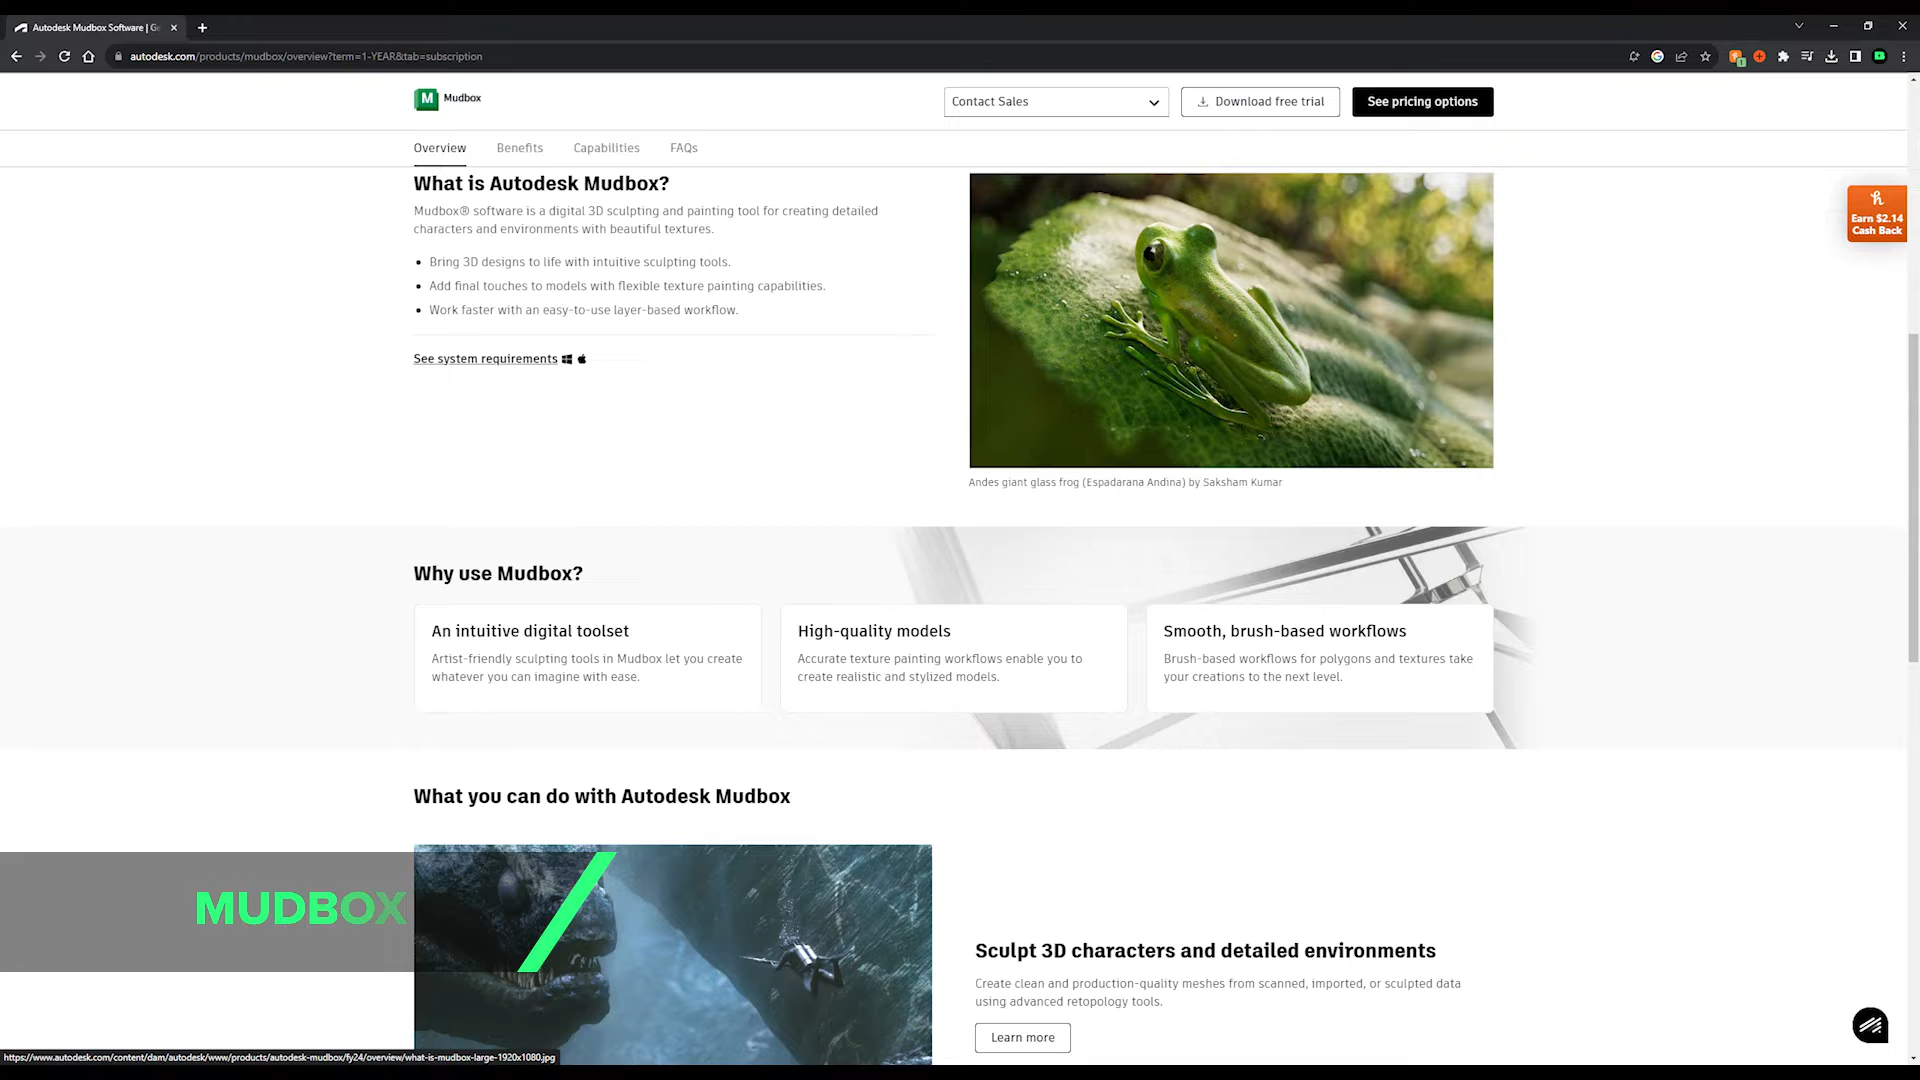 Autodesk Mudbox Software | Ge
autodesk.com/products/mudbox/overview?term=1-YEAR&tab=subscription
M Mudbox
Contact Sales
Download free trial
See pricing options
Overview
Benefits
Capabilities
FAQs
What is Autodesk Mudbox?
Mudbox® software is a digital 3D sculpting and painting tool for creating detailed
characters and environments with beautiful textures.
Bring 3D designs to life with intuitive sculpting tools.
Add final touches to models with flexible texture painting capabilities.
Work faster with an easy-to-use layer-based workflow.
See system requirements
Andes giant glass frog (Espadarana Andina) by Saksham Kumar
Earn $2.14
Cash Back
Why use Mudbox?
An intuitive digital toolset
Artist-friendly sculpting tools in Mudbox let you create
whatever you can imagine with ease.
High-quality models
Accurate texture painting workflows enable you to
create realistic and stylized models.
Smooth, brush-based workflows
Brush-based workflows for polygons and textures take
your creations to the next level.
What you can do with Autodesk Mudbox
MUDBOX
Sculpt 3D characters and detailed environments
Create clean and production-quality meshes from scanned, imported, or sculpted data
using advanced retopology tools.
Learn more
https://www.autodesk.com/content/dam/autodesk/www/products/autodesk-mudbox/fy24/overview/what-is-mudbox-large-1920x1080.jpg